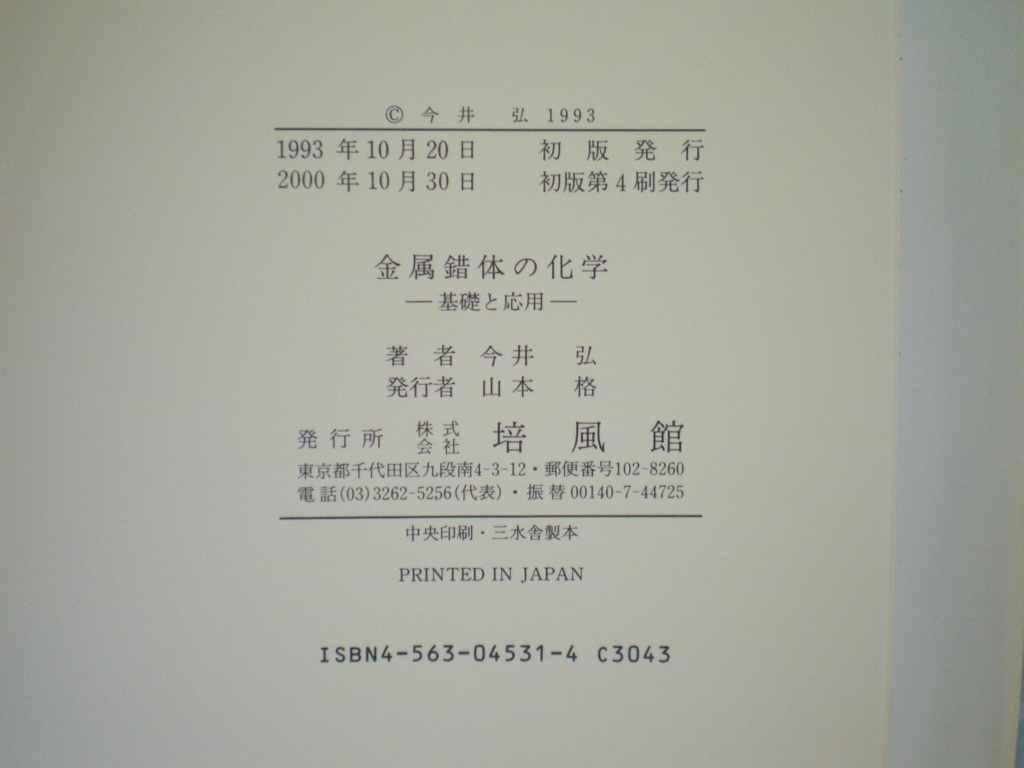 © 今井 弘 1993
1993 年 10 月 20 日 初版発行
2000 年 10 月 30 日 初版第 4 刷発行
金属錯体の化学
― 基礎と応用 ―
著者 今井 弘
発行者 山本 格
発行所 株式会社 培風館
東京都千代田区九段南4-3-12・郵便番号102-8260
電話(03)3262-5256(代表)・振替00140-7-44725
中央印刷・三水舎製本
PRINTED IN JAPAN
ISBN4-563-04531-4 C3043